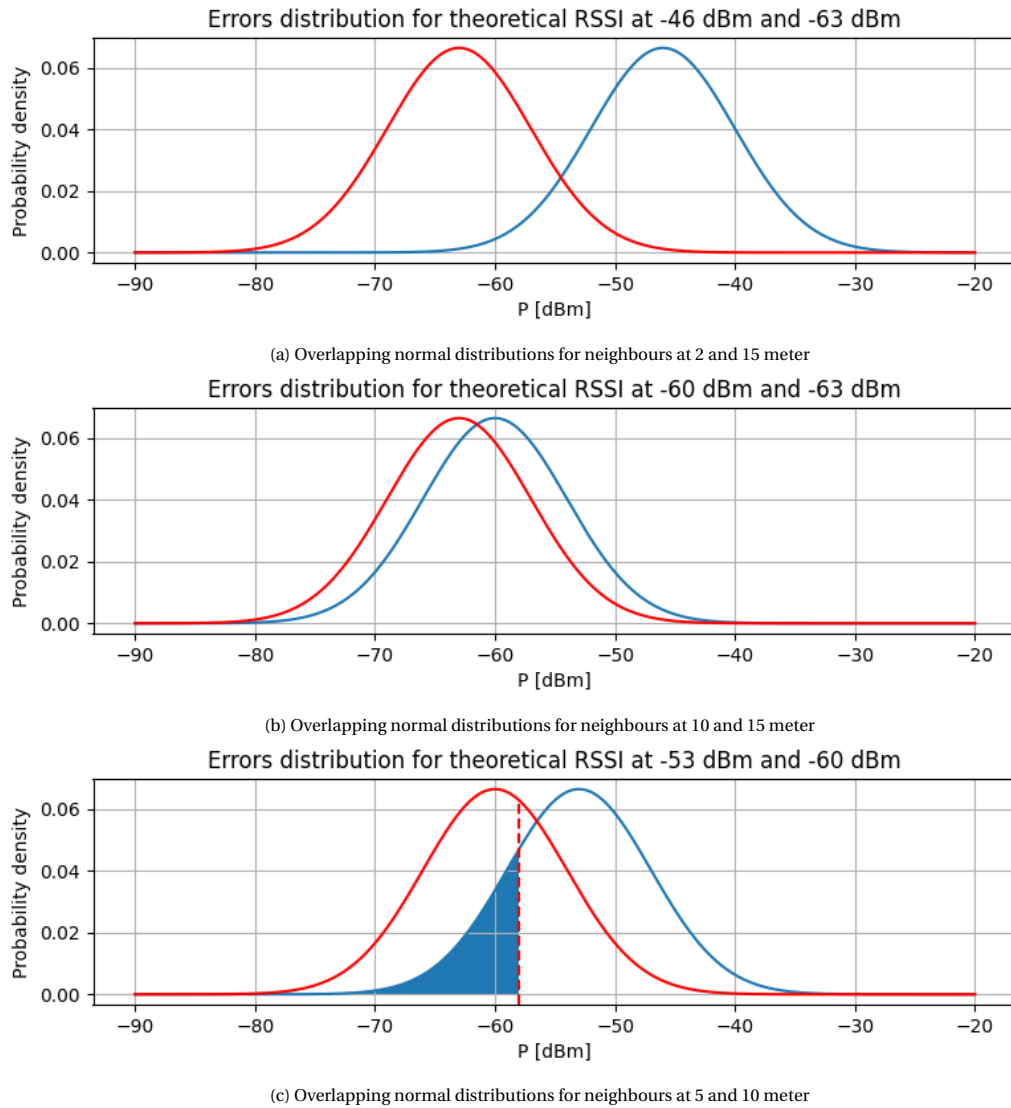 Errors distribution for theoretical RSSI at -46 dBm and -63 dBm
0.06
0.04
0.02
0.00
Probability density
−90 −80 −70 −60 −50 −40 −30 −20
P [dBm]
(a) Overlapping normal distributions for neighbours at 2 and 15 meter
Errors distribution for theoretical RSSI at -60 dBm and -63 dBm
0.06
0.04
0.02
0.00
Probability density
−90 −80 −70 −60 −50 −40 −30 −20
P [dBm]
(b) Overlapping normal distributions for neighbours at 10 and 15 meter
Errors distribution for theoretical RSSI at -53 dBm and -60 dBm
0.06
0.04
0.02
0.00
Probability density
−90 −80 −70 −60 −50 −40 −30 −20
P [dBm]
(c) Overlapping normal distributions for neighbours at 5 and 10 meter